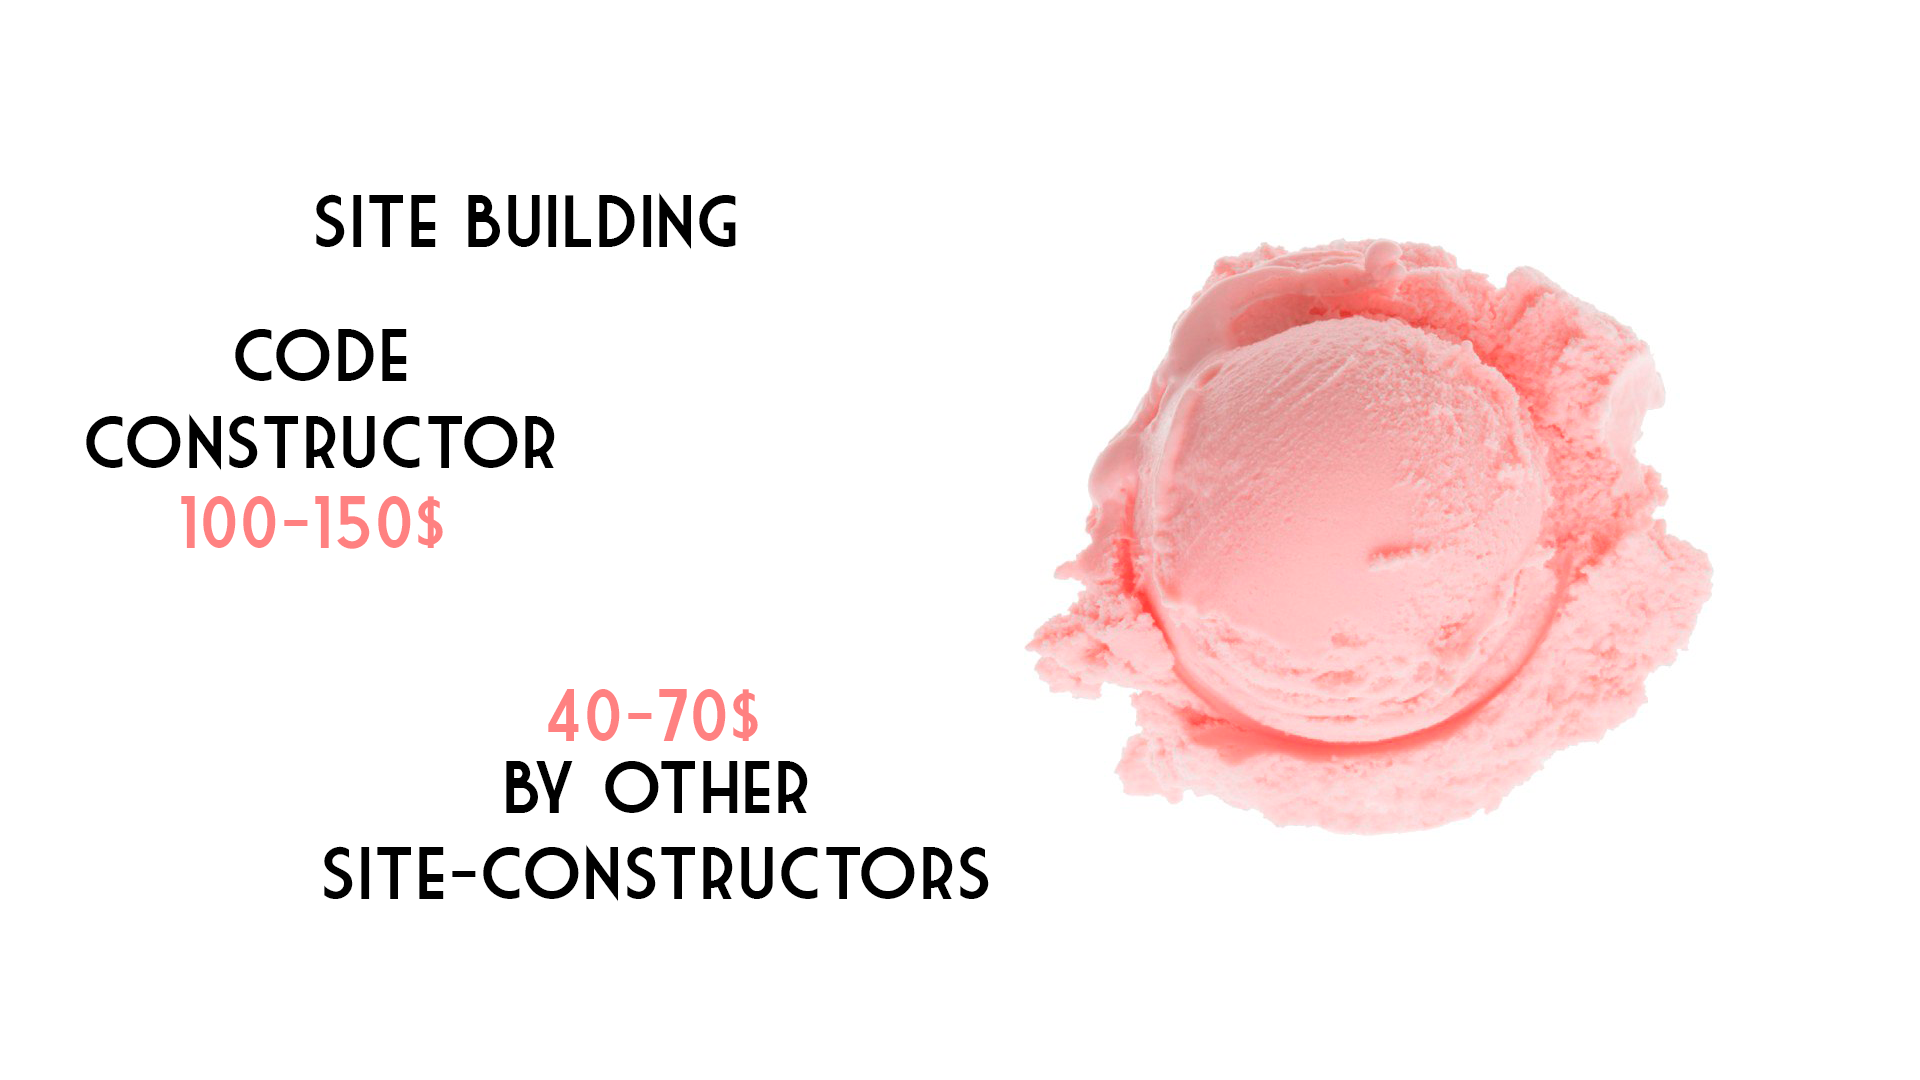 SITE BUILDING
CODE
CONSTRUCTOR
100-150$
40-70$
BY OTHER
SITE-CONSTRUCTORS